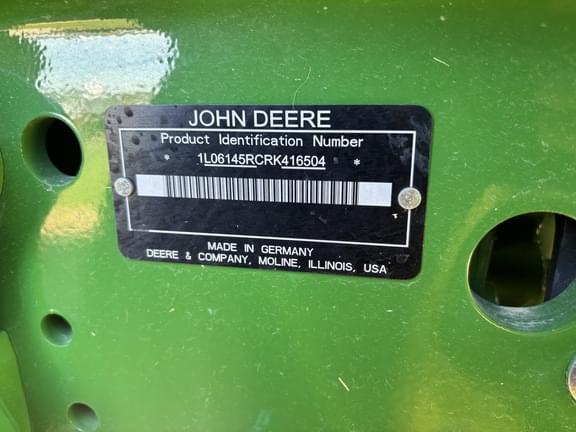 JOHN DEERE
Product Identification Number
* 1L06145RCRK416504 *
MADE IN GERMANY
DEERE & COMPANY, MOLINE, ILLINOIS, USA